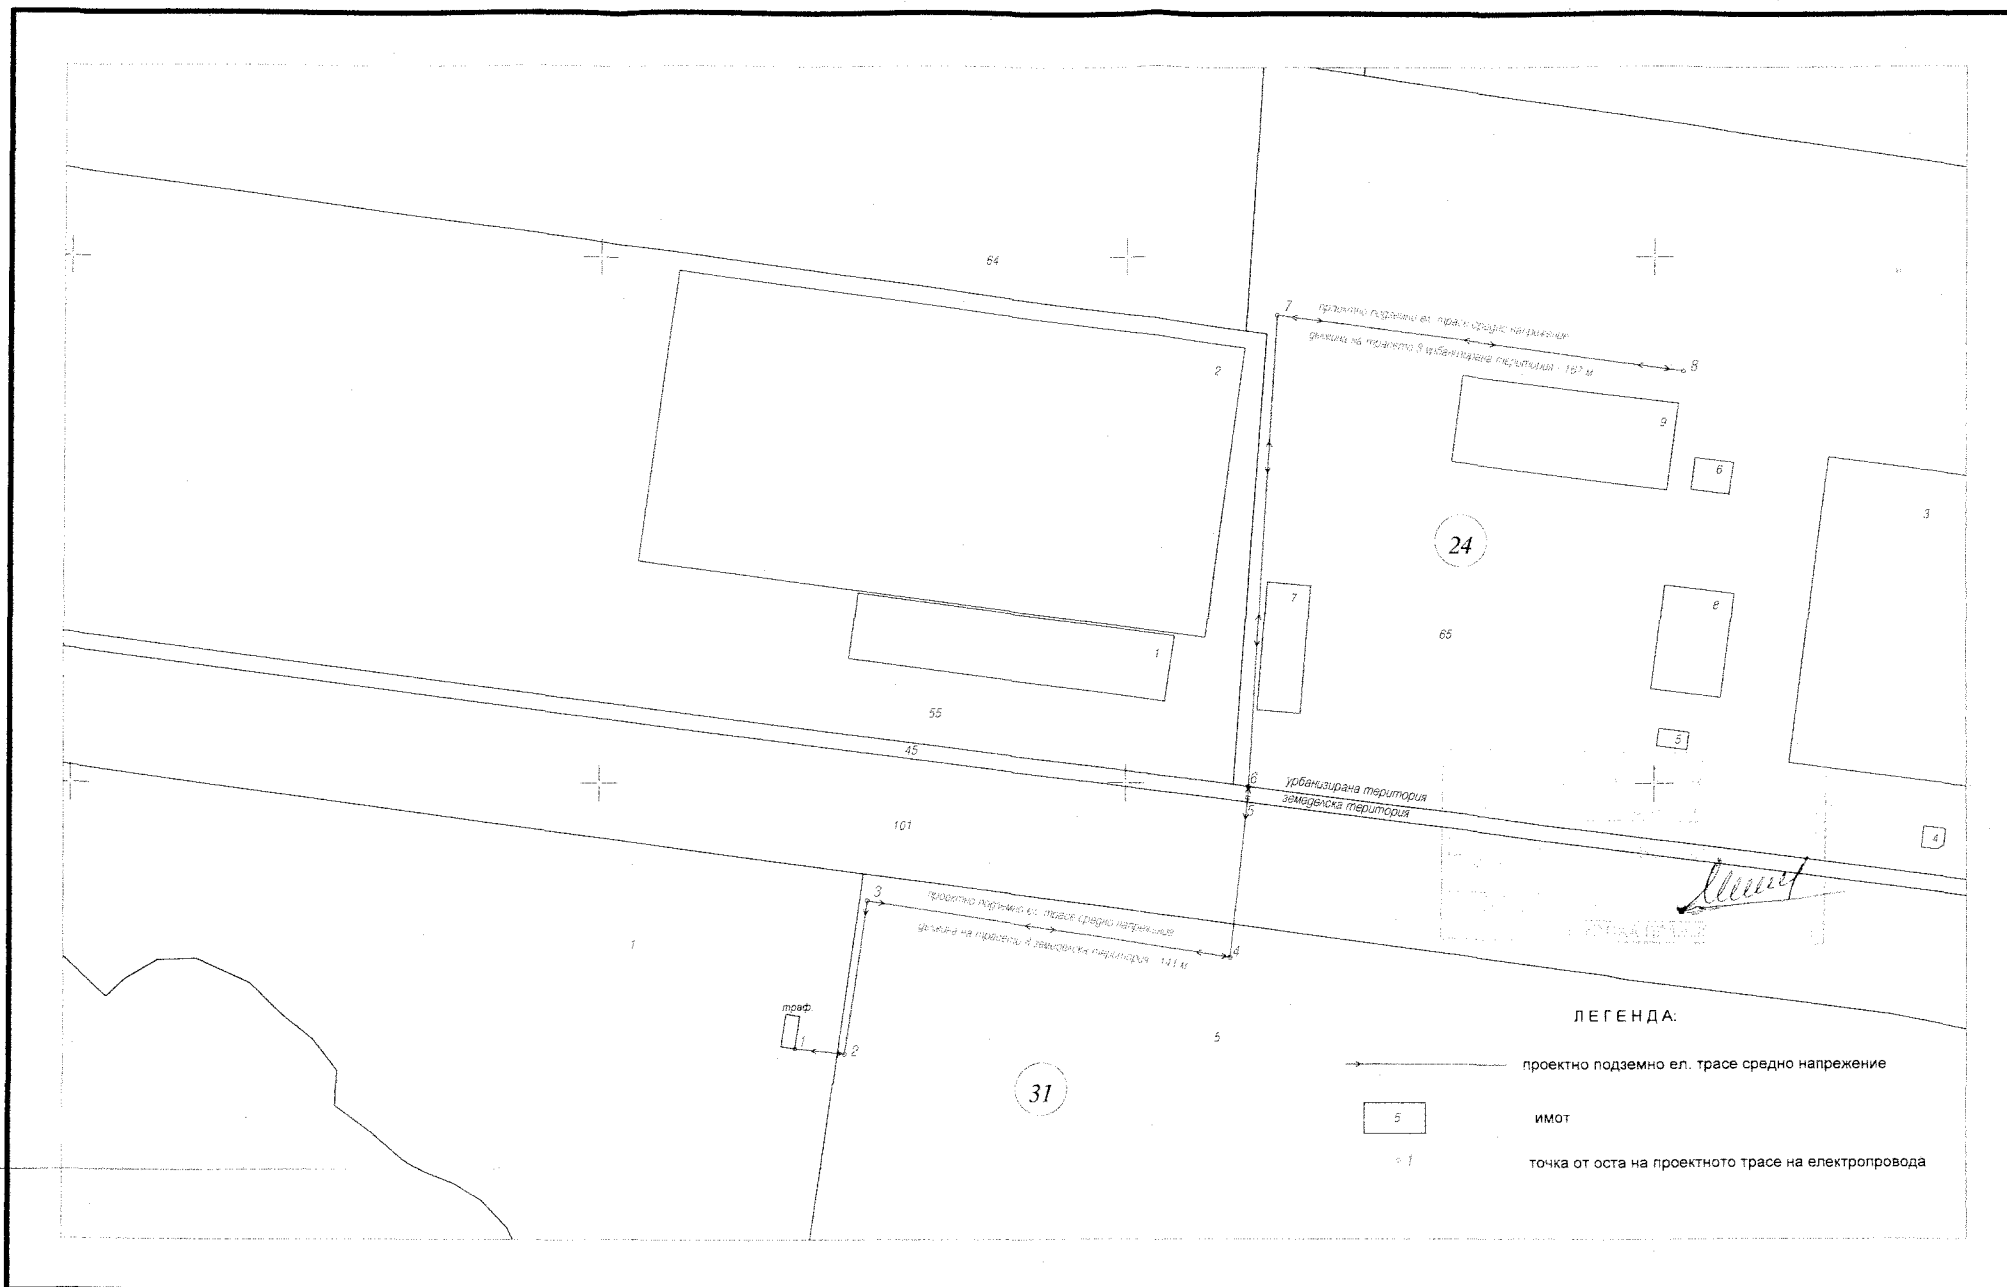 64
7
проектно подземно ел. трасе средно напрежение
дължина на трасето в урбанизирана територия - 167 м
8
2
9
6
3
24
7
8
65
1
5
55
45
6
урбанизирана територия
земеделска територия
5
4
101
3
проектно подземно ел. трасе средно напрежение
дължина на трасето в земеделска територия - 141 м
4
1
траф.
1
2
5
31
ЛЕГЕНДА:
проектно подземно ел. трасе средно напрежение
5
имот
1
точка от оста на проектното трасе на електропровода